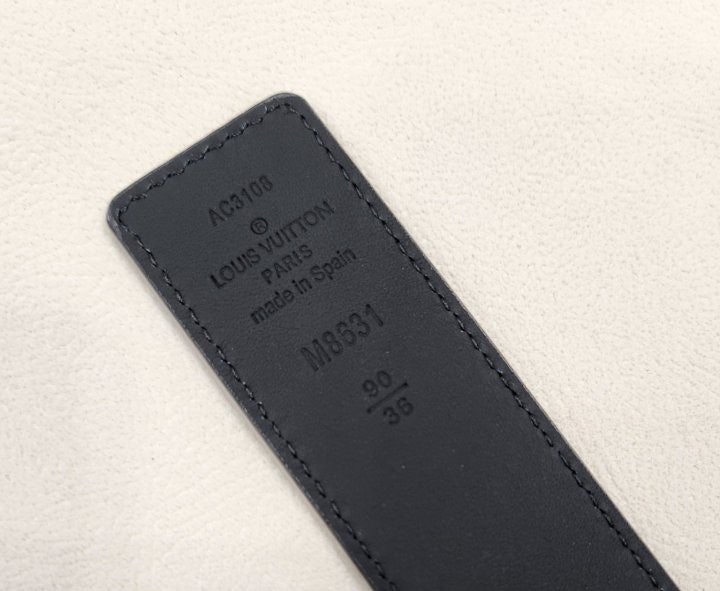 AC3108
®
LOUIS VUITTON
PARIS
made in Spain
M8631
90
36